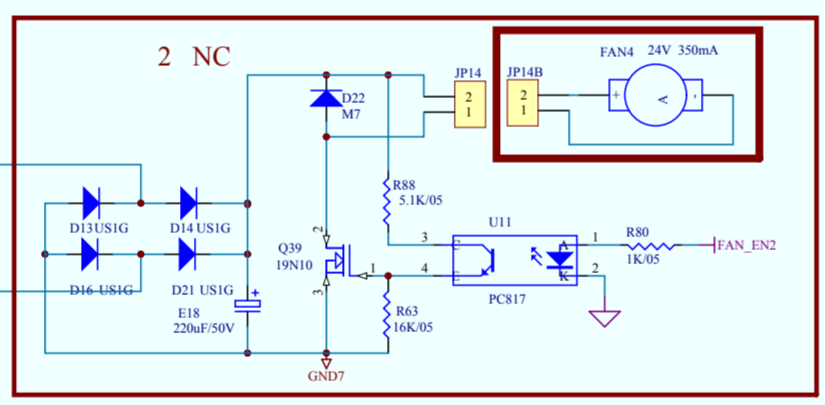 2 NC
FAN4 24V 350mA
JP14
JP14B
2
1
2
1
+
A
-
D22
M7
R88
5.1K/05
D13 US1G
D14 US1G
U11
R80
1K/05
FAN_EN2
Q39
19N10
2
1
3
3
4
C
E
A
K
1
2
PC817
D16 US1G
D21 US1G
E18
220uF/50V
+
R63
16K/05
GND7